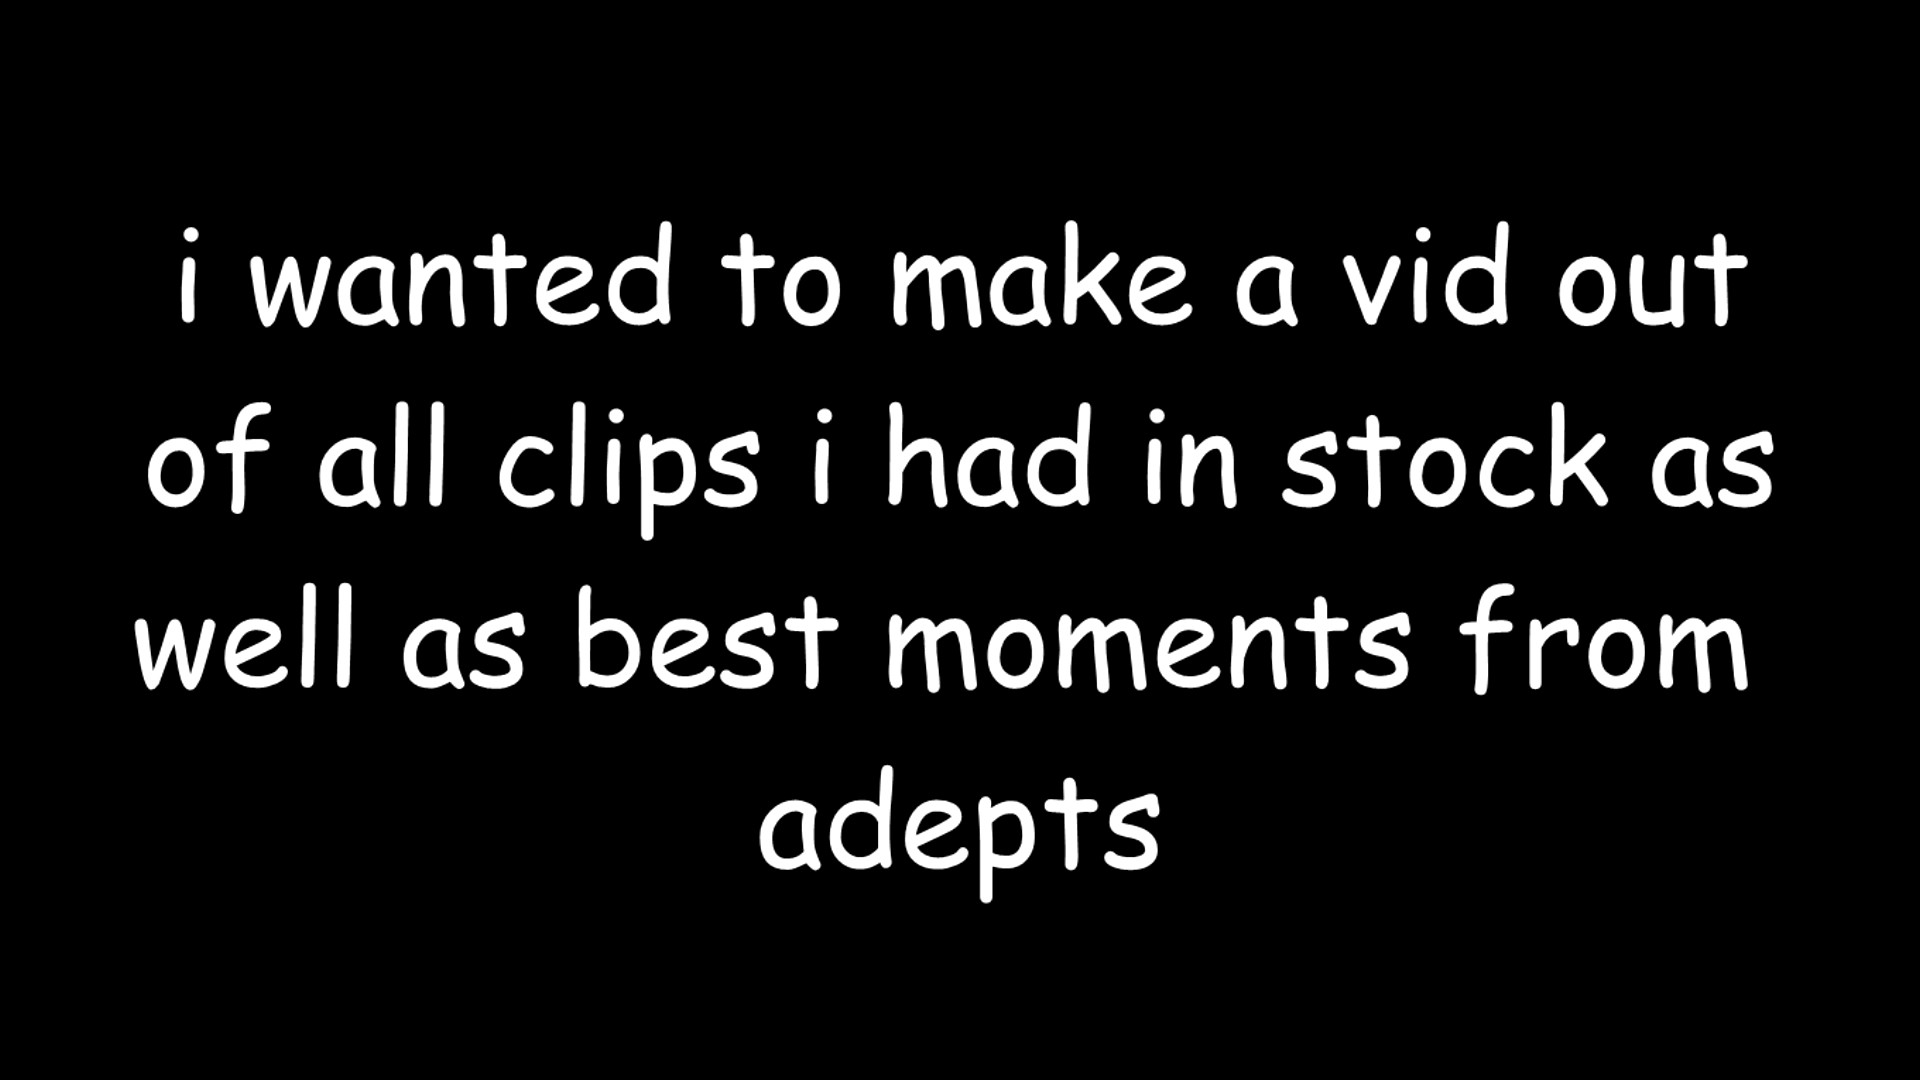 i wanted to make a vid out
of all clips i had in stock as
well as best moments from
adepts